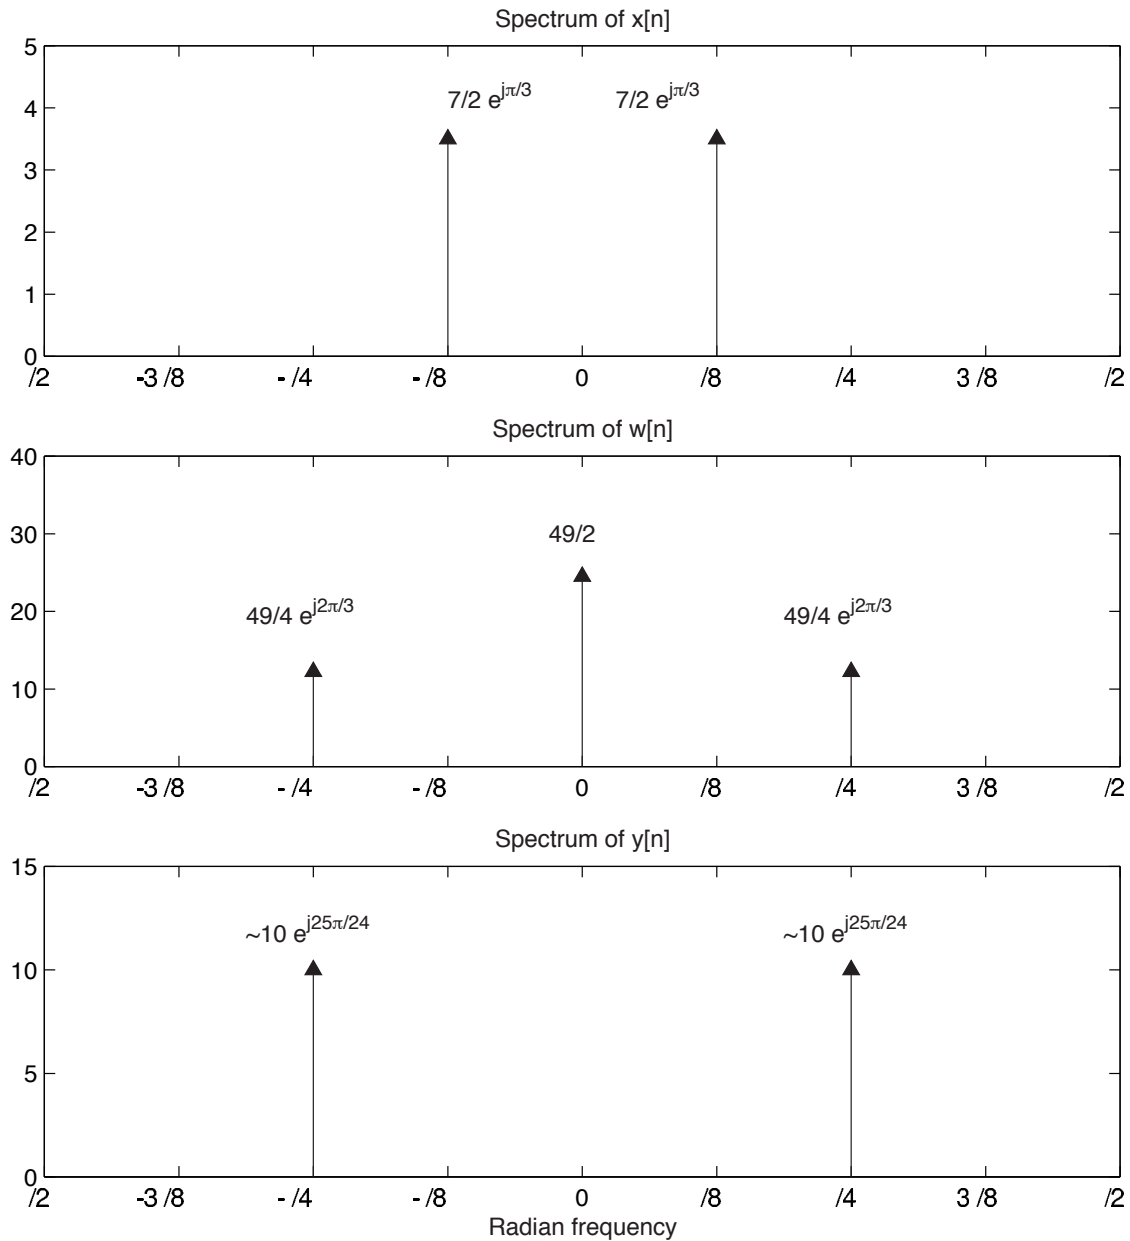 Spectrum of x[n]
5
4
3
2
1
0
7/2 e^{jπ/3} 7/2 e^{jπ/3}
/2 -3 /8 - /4 - /8 0 /8 /4 3 /8 /2
Spectrum of w[n]
40
30
20
10
0
49/2
49/4 e^{j2π/3} 49/4 e^{j2π/3}
/2 -3 /8 - /4 - /8 0 /8 /4 3 /8 /2
Spectrum of y[n]
15
10
5
0
~10 e^{j25π/24} ~10 e^{j25π/24}
/2 -3 /8 - /4 - /8 0 /8 /4 3 /8 /2
Radian frequency